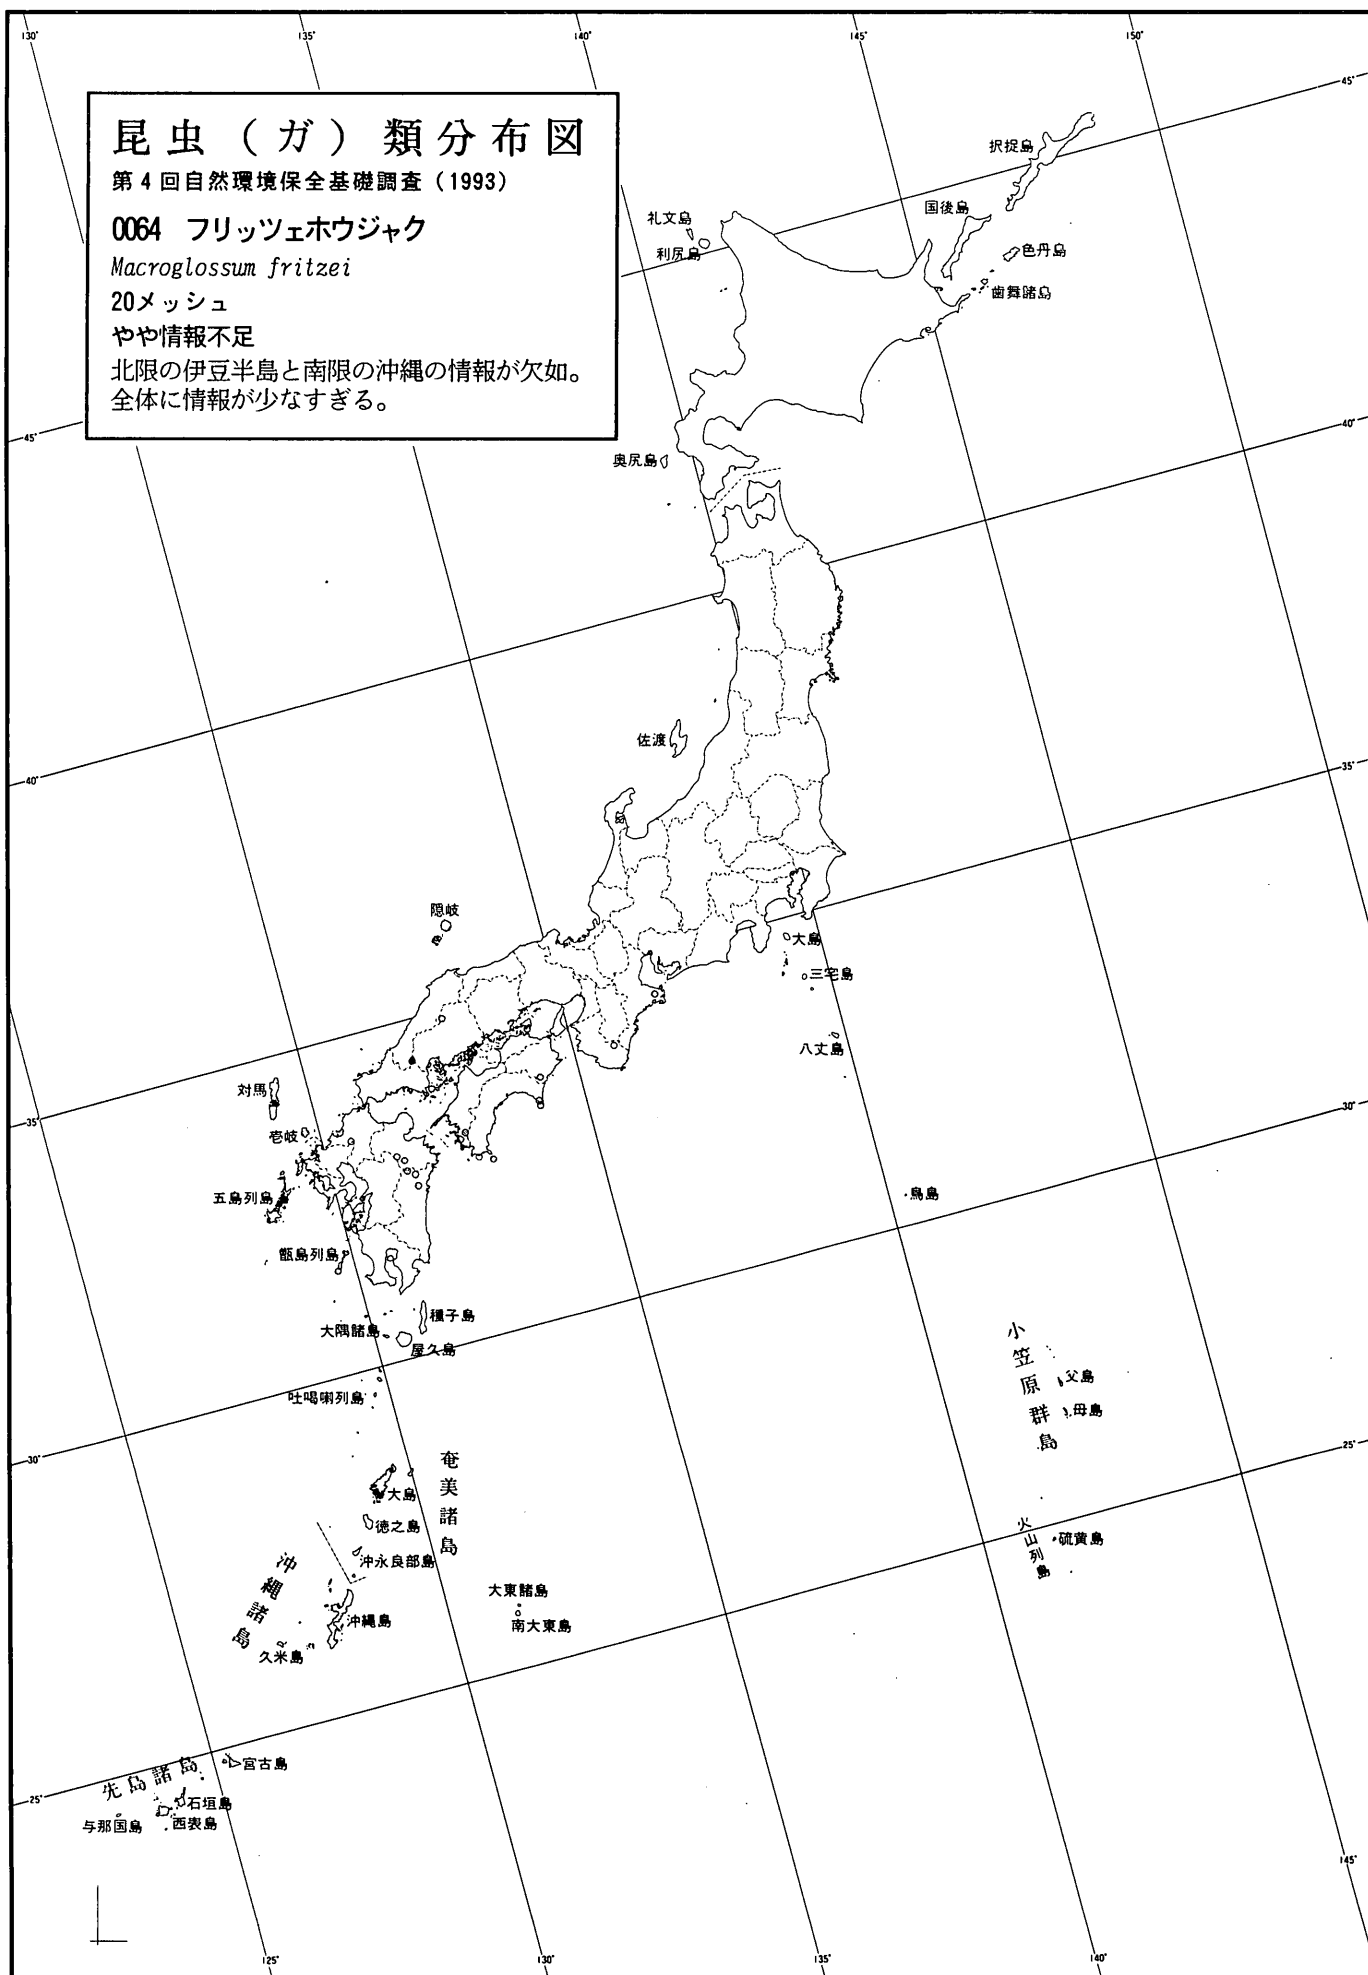 130°
135°
140°
145°
150°
昆虫（ガ）類分布図
第4回自然環境保全基礎調査（1993）
0064 フリッツェホウジャク
Macroglossum fritzei
20メッシュ
やや情報不足
北限の伊豆半島と南限の沖縄の情報が欠如。
全体に情報が少なすぎる。
45°
択捉島
国後島
礼文島
利尻島
色丹島
歯舞諸島
40°
45°
奥尻島
佐渡
35°
40°
隠岐
大島
三宅島
八丈島
対馬
30°
35°
壱岐
五島列島
鳥島
甑島列島
種子島
大隅諸島
屋久島
小笠原群島
父島
吐噶喇列島
母島
25°
30°
奄美諸島
大島
徳之島
火山列島
硫黄島
沖永良部島
沖縄諸島
大東諸島
沖縄島
南大東島
久米島
先島諸島
宮古島
25°
石垣島
与那国島
西表島
145°
125°
130°
135°
140°